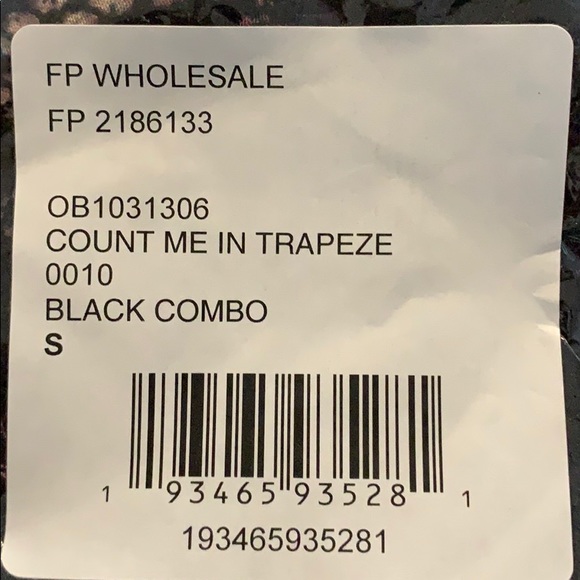 FP WHOLESALE
FP 2186133
OB1031306
COUNT ME IN TRAPEZE
0010
BLACK COMBO
S
1 93465 93528 1
193465935281